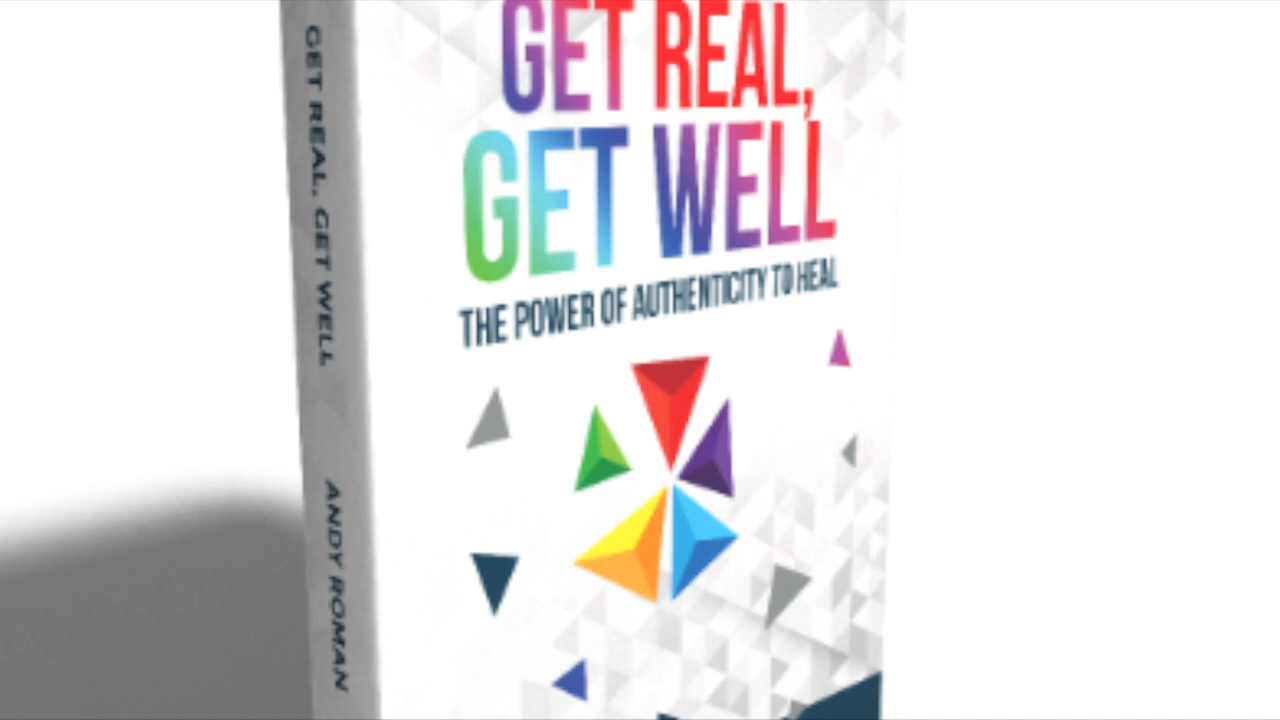 GET REAL, GET WELL
ANDY ROMAN
GET REAL,
GET WELL
THE POWER OF AUTHENTICITY TO HEAL